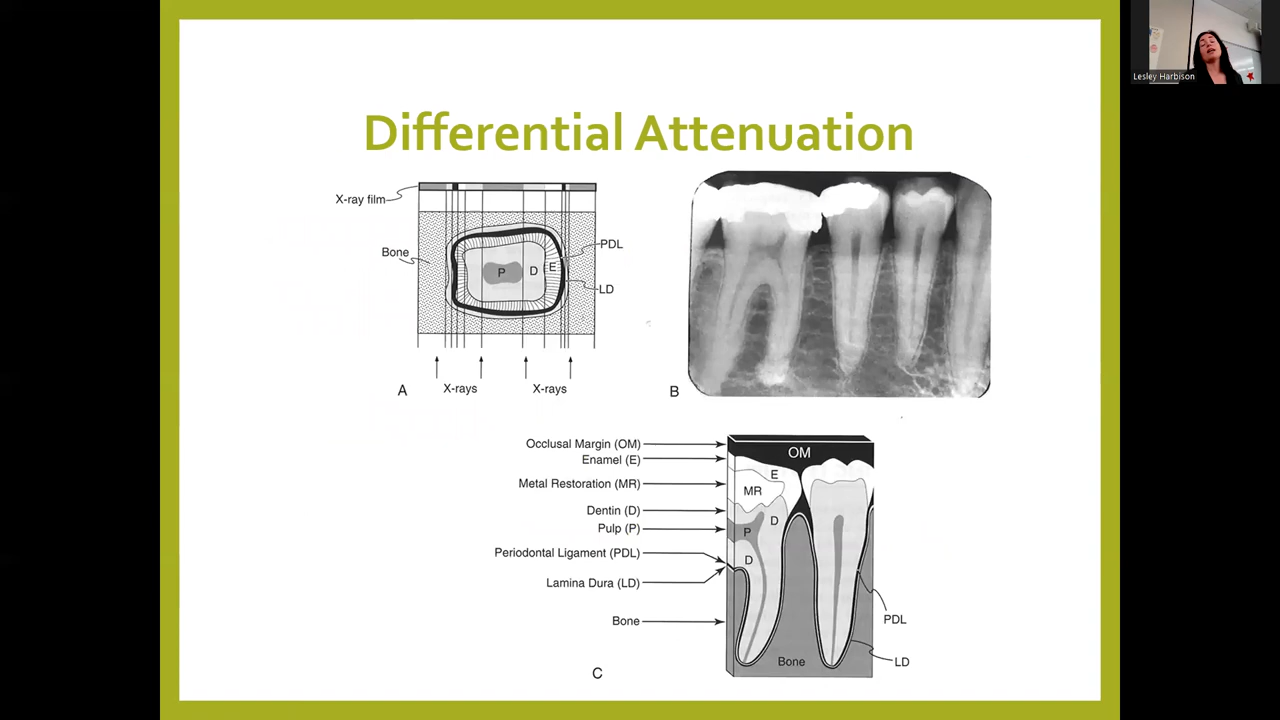 Lesley Harbison
Differential Attenuation
X-ray film
Bone
PDL
P
D
E
LD
X-rays
X-rays
A
B
Occlusal Margin (OM)
Enamel (E)
Metal Restoration (MR)
Dentin (D)
Pulp (P)
Periodontal Ligament (PDL)
Lamina Dura (LD)
Bone
OM
E
MR
D
P
D
Bone
PDL
LD
C